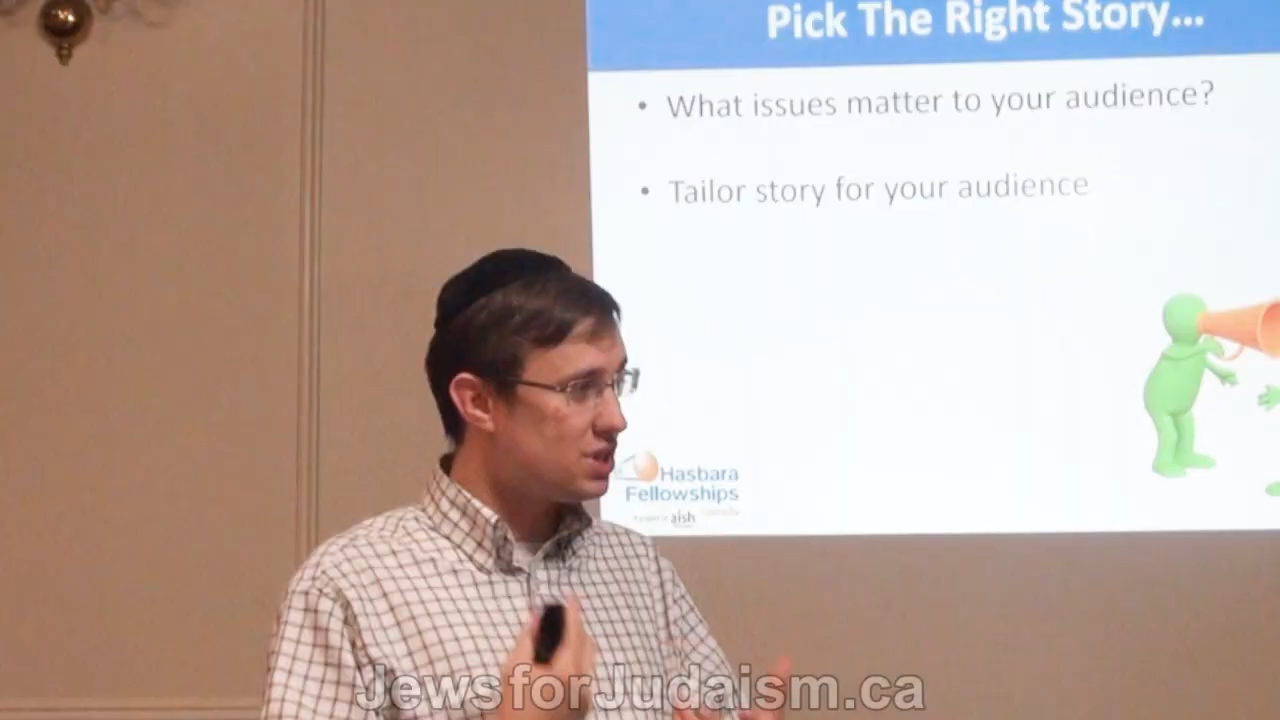 Pick The Right Story...
• What issues matter to your audience?
• Tailor story for your audience
Hasbara
Fellowships
aish
JewsforJudaism.ca